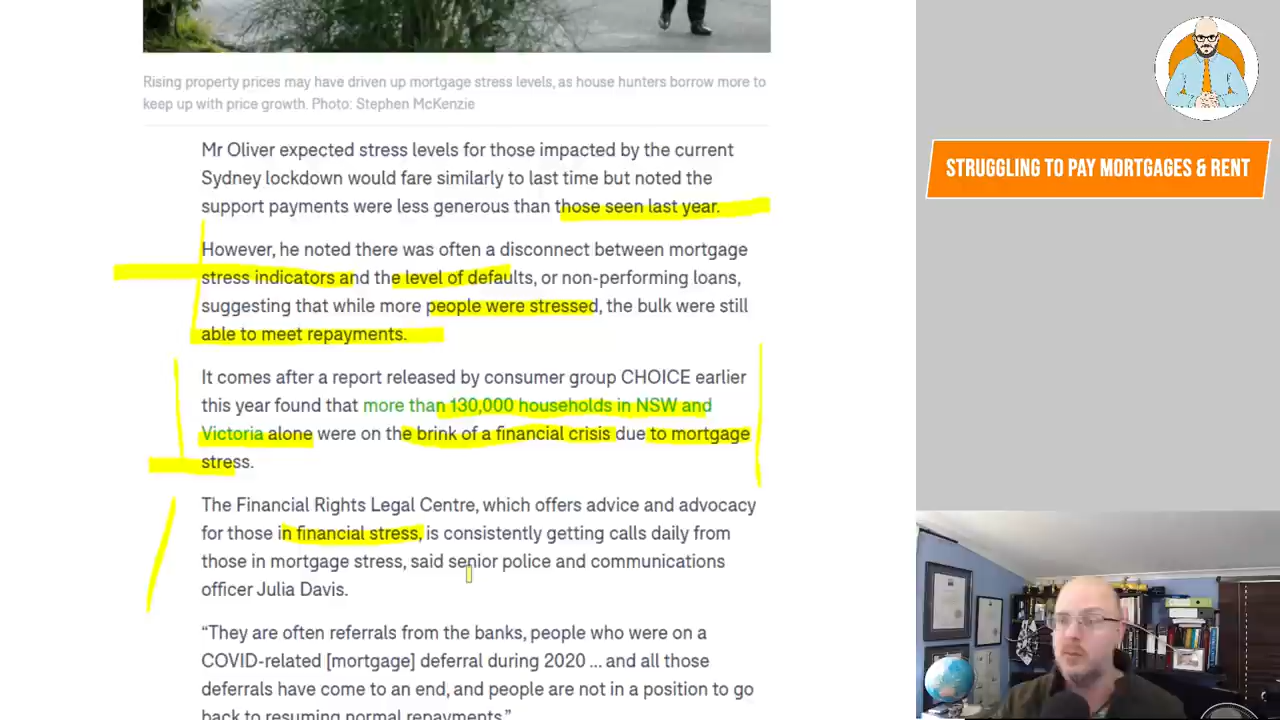 Rising property prices may have driven up mortgage stress levels, as house hunters borrow more to
keep up with price growth. Photo: Stephen McKenzie
Mr Oliver expected stress levels for those impacted by the current
Sydney lockdown would fare similarly to last time but noted the
support payments were less generous than those seen last year.
However, he noted there was often a disconnect between mortgage
stress indicators and the level of defaults, or non-performing loans,
suggesting that while more people were stressed, the bulk were still
able to meet repayments.
It comes after a report released by consumer group CHOICE earlier
this year found that more than 130,000 households in NSW and
Victoria alone were on the brink of a financial crisis due to mortgage
stress.
The Financial Rights Legal Centre, which offers advice and advocacy
for those in financial stress, is consistently getting calls daily from
those in mortgage stress, said senior police and communications
officer Julia Davis.
“They are often referrals from the banks, people who were on a
COVID-related [mortgage] deferral during 2020 ... and all those
deferrals have come to an end, and people are not in a position to go
back to resuming normal repayments.”
STRUGGLING TO PAY MORTGAGES & RENT